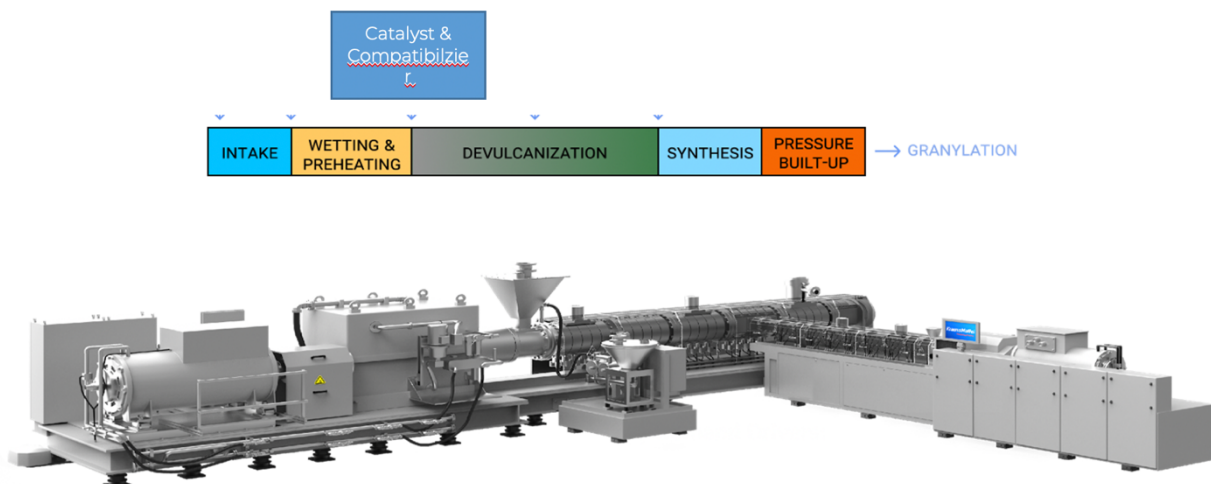 Catalyst &
Compatibilzie
r
INTAKE
WETTING &
PREHEATING
DEVULCANIZATION
SYNTHESIS
PRESSURE
BUILT-UP
GRANYLATION